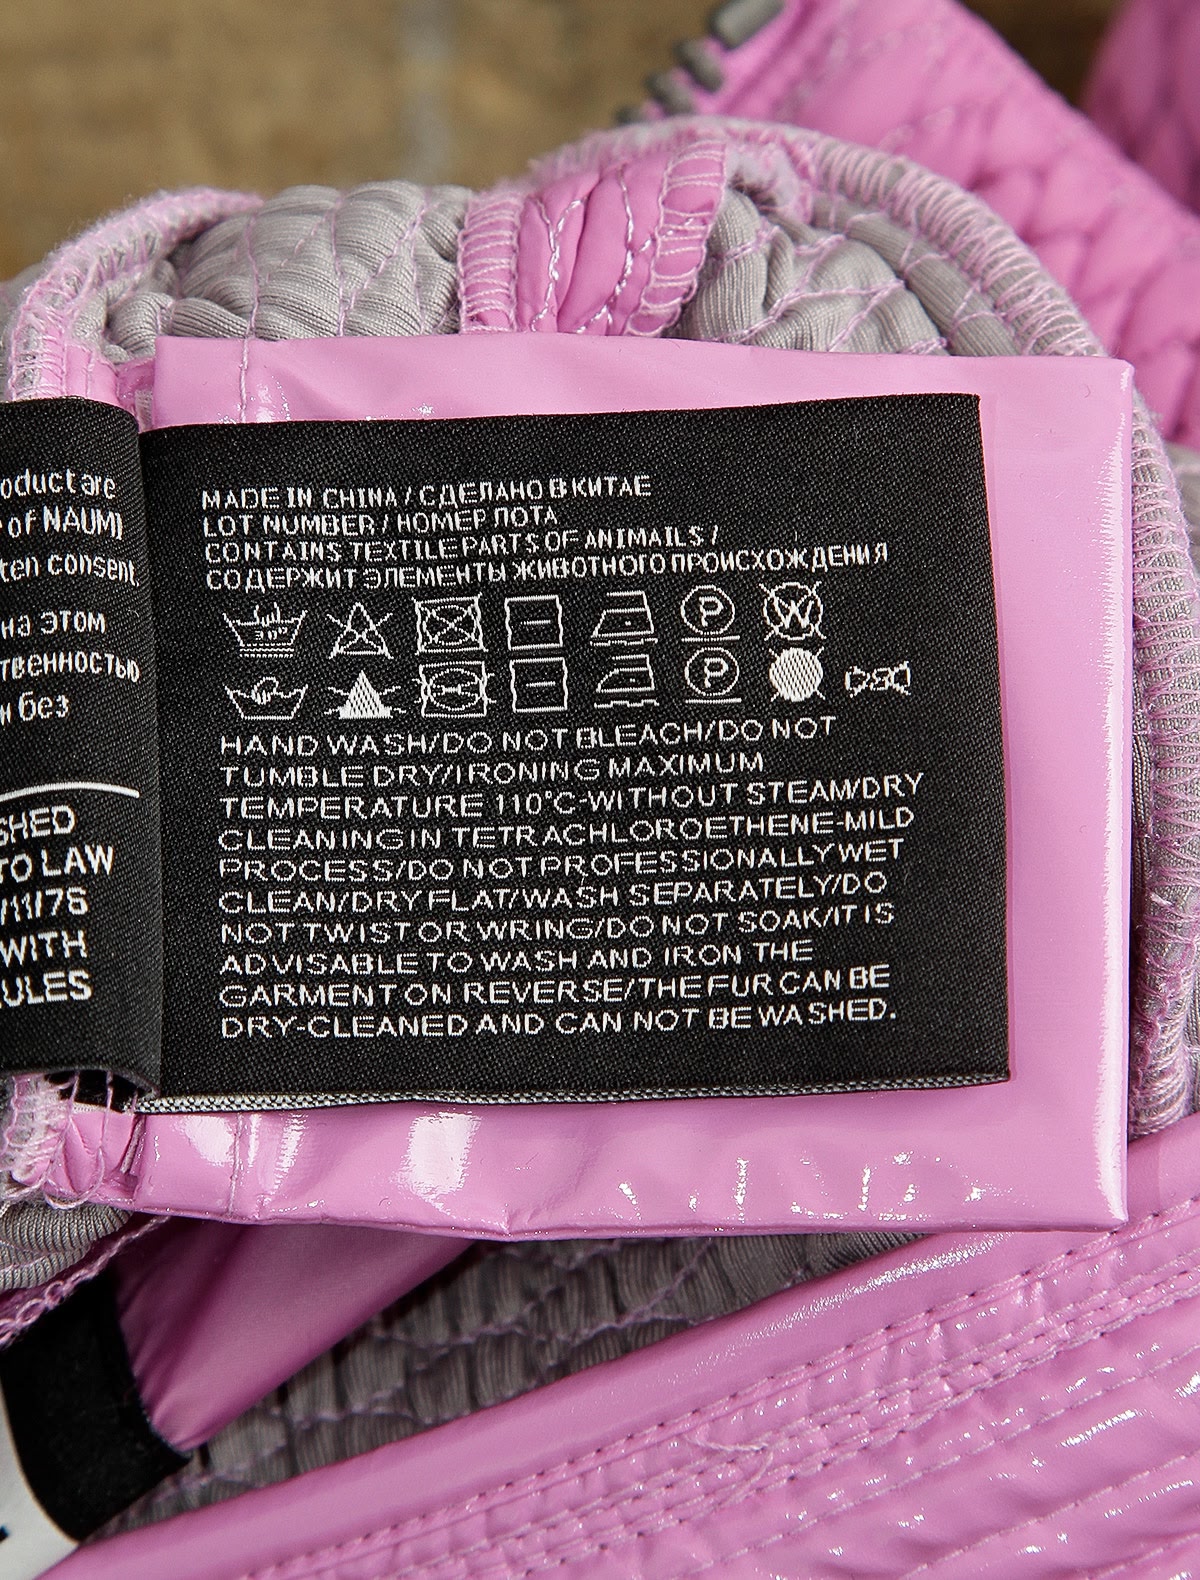 oduct are
of NAUMI
ten consent.
на этом
твенностью
н без
SHED
TO LAW
/11/76
WITH
ULES
MADE IN CHINA / СДЕЛАНО В КИТАЕ
LOT NUMBER / НОМЕР ЛОТА
CONTAINS TEXTILE PARTS OF ANIMAILS /
СОДЕРЖИТ ЭЛЕМЕНТЫ ЖИВОТНОГО ПРОИСХОЖДЕНИЯ
30° P W
P
HAND WASH/DO NOT BLEACH/DO NOT
TUMBLE DRY/IRONING MAXIMUM
TEMPERATURE 110°C-WITHOUT STEAM/DRY
CLEANING IN TETRACHLOROETHENE-MILD
PROCESS/DO NOT PROFESSIONALLY WET
CLEAN/DRY FLAT/WASH SEPARATELY/DO
NOT TWIST OR WRING/DO NOT SOAK/IT IS
ADVISABLE TO WASH AND IRON THE
GARMENT ON REVERSE/THE FUR CAN BE
DRY-CLEANED AND CAN NOT BE WASHED.